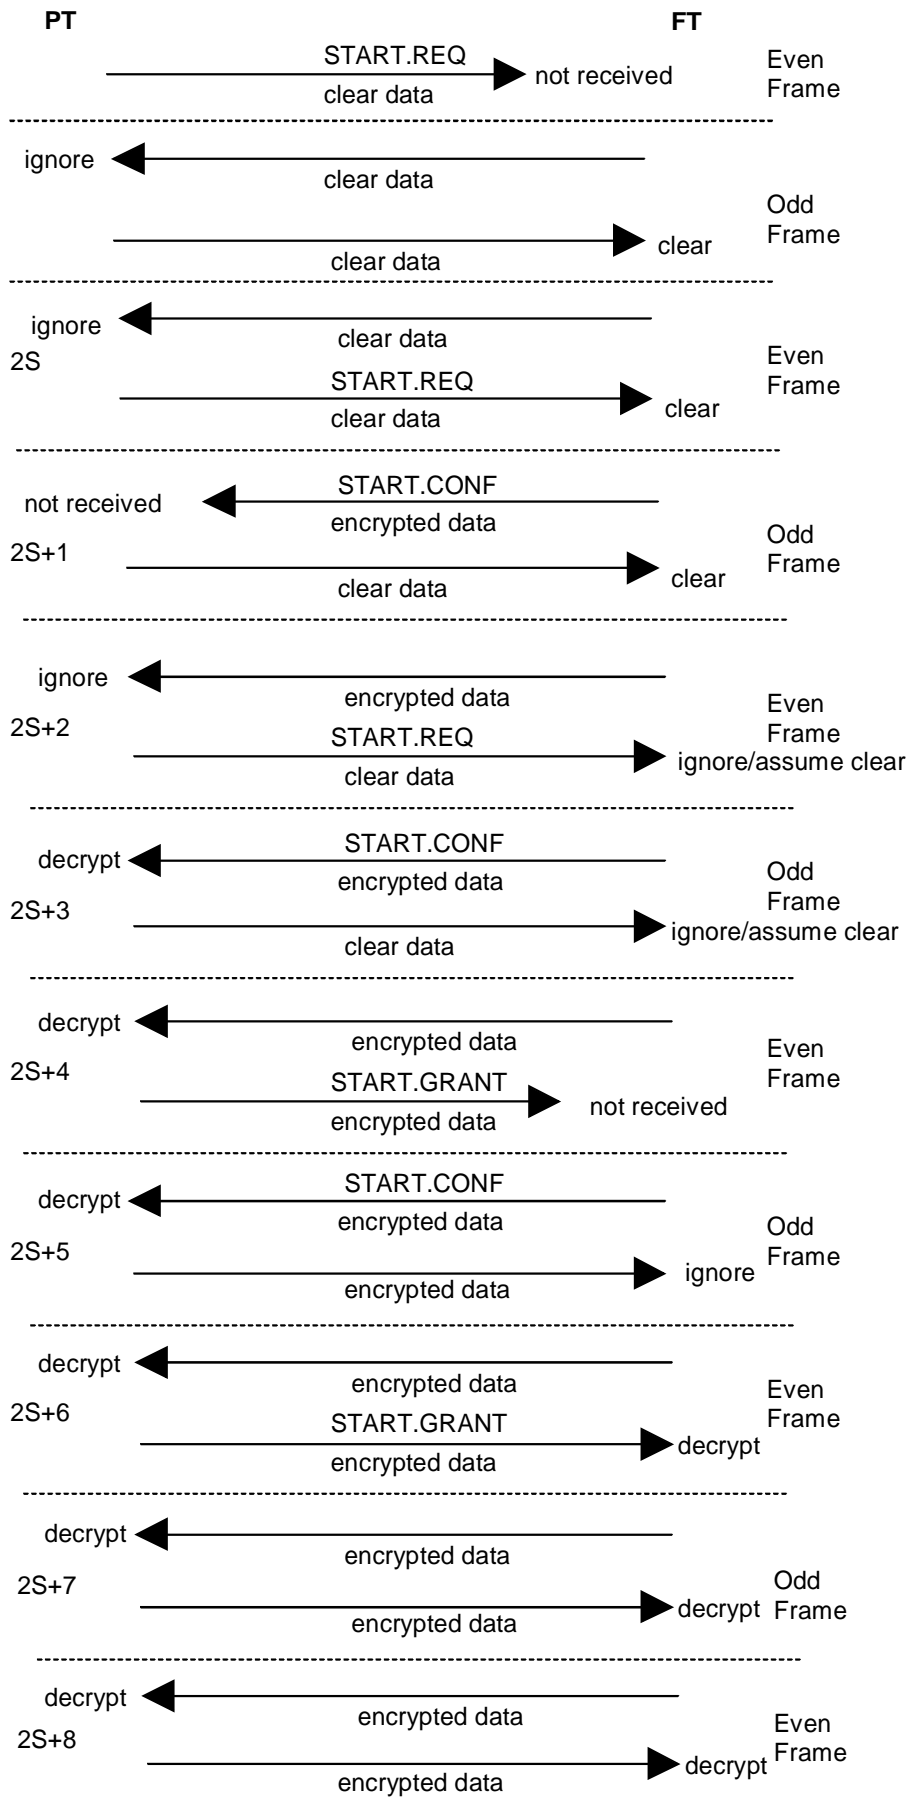 PT
FT
START.REQ
not received
clear data
Even
Frame
ignore
clear data
Odd
Frame
clear
clear data
ignore
clear data
2S
Even
Frame
START.REQ
clear
clear data
START.CONF
not received
encrypted data
2S+1
Odd
Frame
clear
clear data
ignore
encrypted data
2S+2
Even
Frame
START.REQ
ignore/assume clear
clear data
START.CONF
decrypt
encrypted data
2S+3
Odd
Frame
ignore/assume clear
clear data
decrypt
encrypted data
2S+4
Even
Frame
START.GRANT
not received
encrypted data
START.CONF
decrypt
encrypted data
2S+5
Odd
Frame
ignore
encrypted data
decrypt
encrypted data
2S+6
Even
Frame
START.GRANT
decrypt
encrypted data
decrypt
encrypted data
2S+7
Odd
Frame
decrypt
encrypted data
decrypt
encrypted data
2S+8
Even
Frame
decrypt
encrypted data